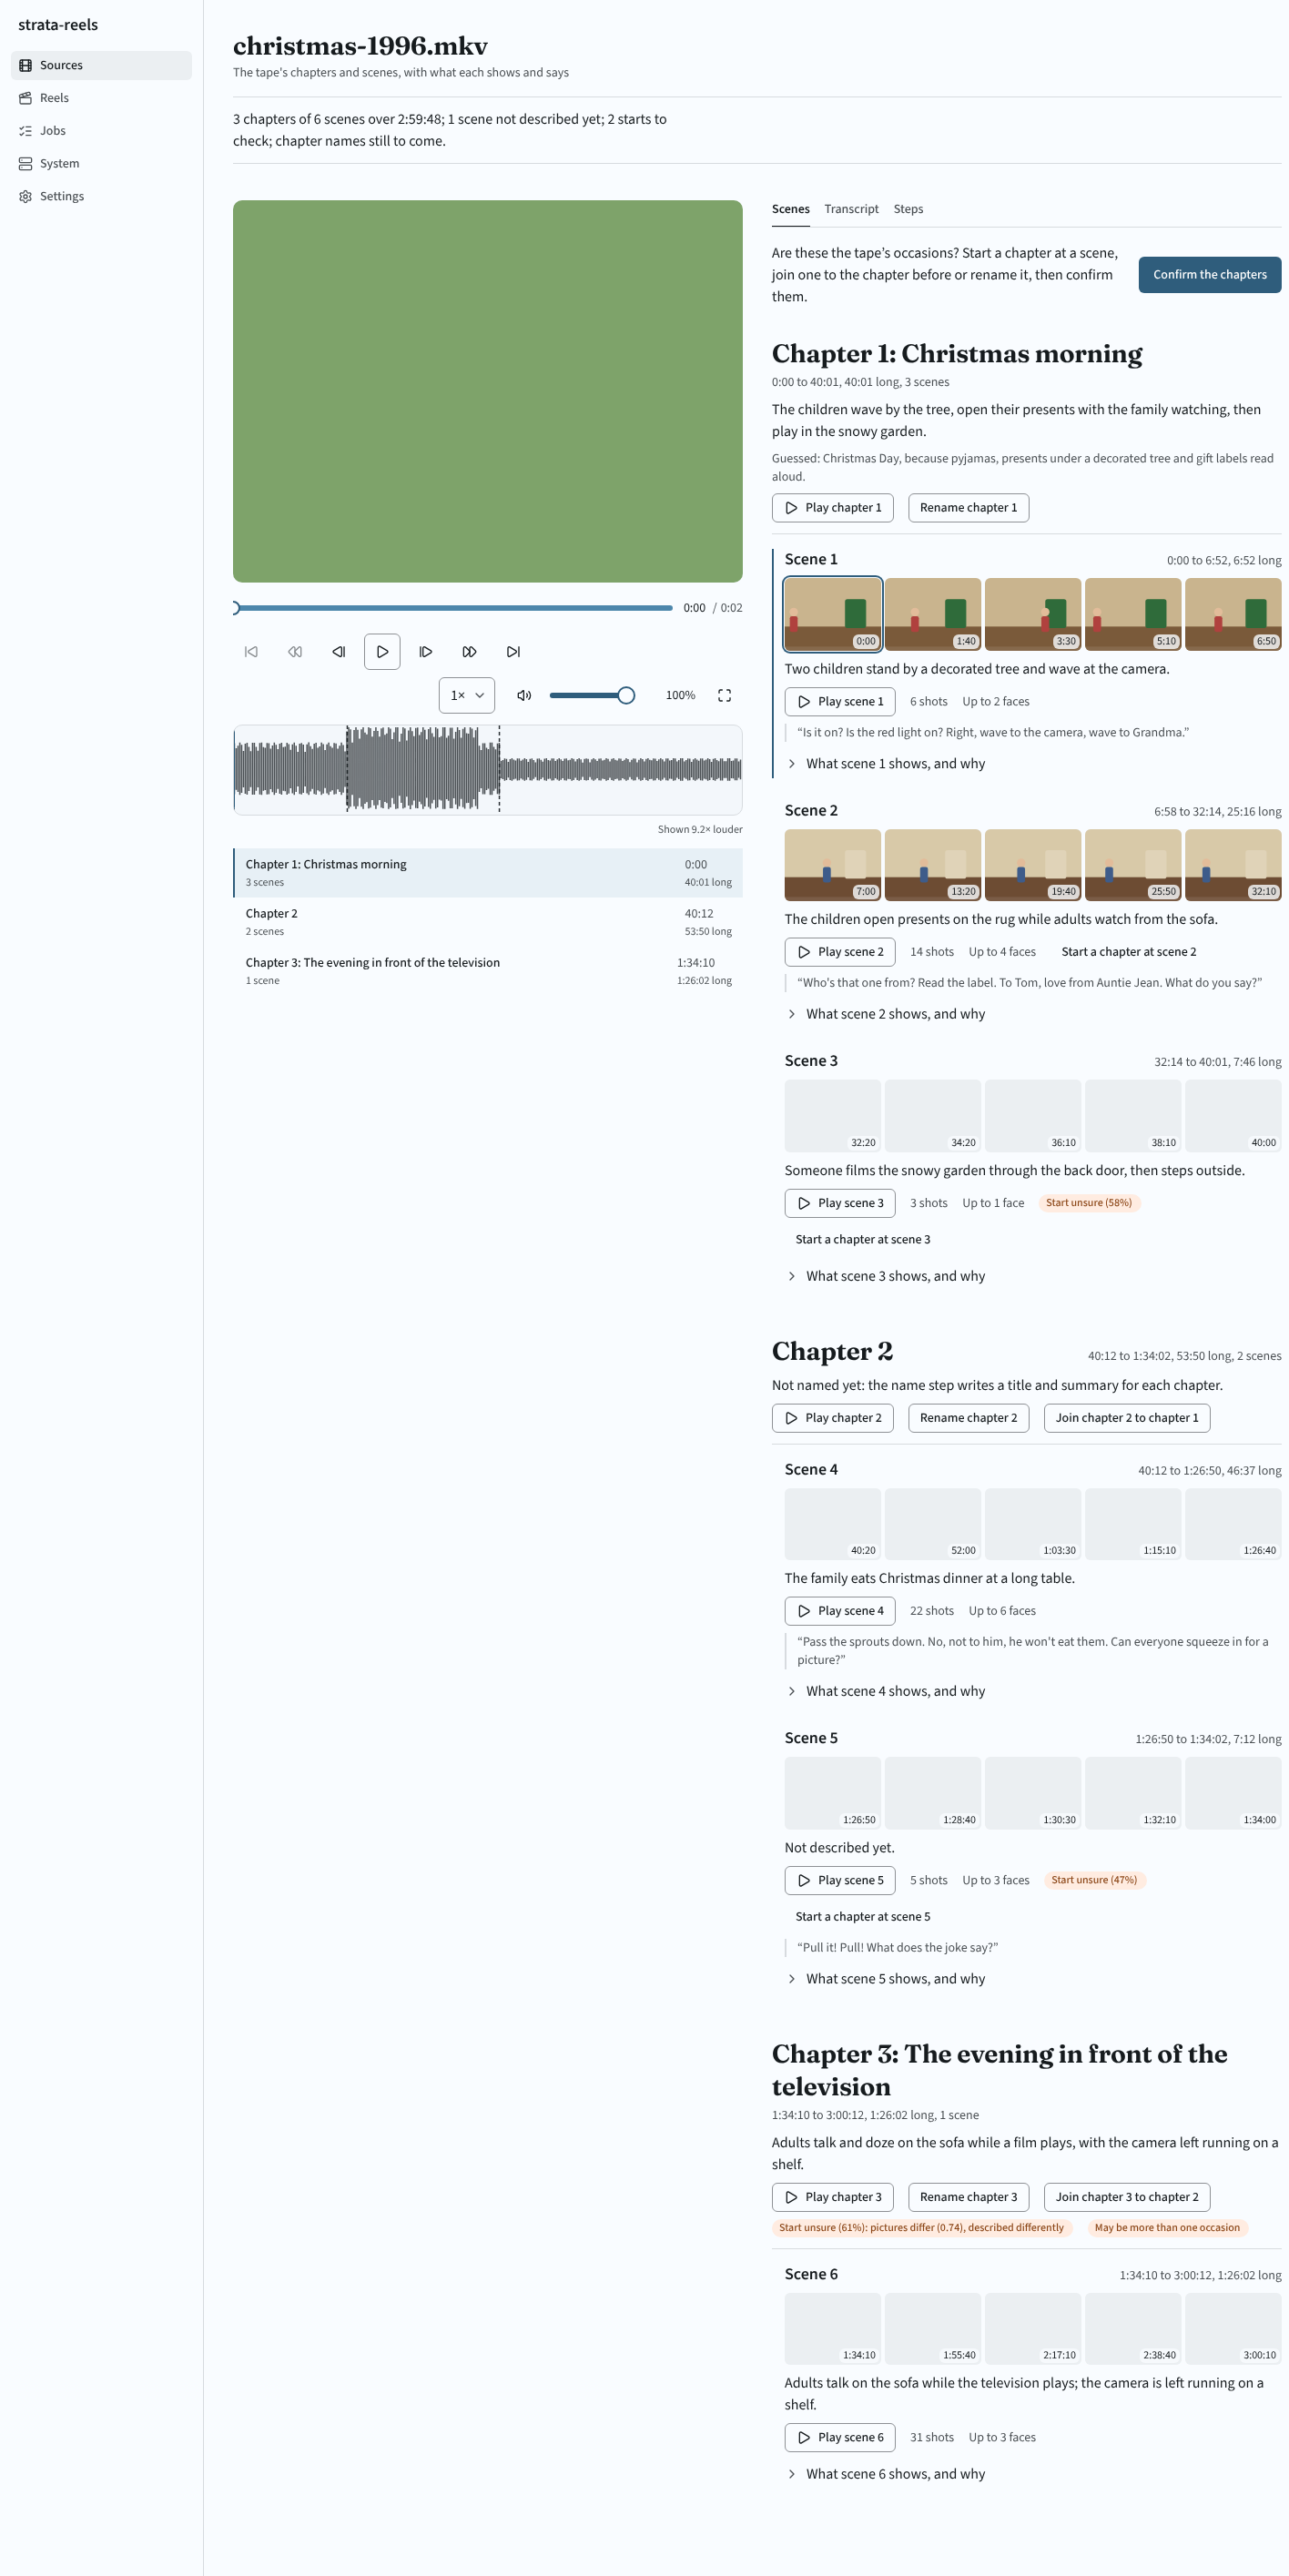 strata-reels
Sources
Reels
Jobs
System
Settings
christmas-1996.mkv
The tape's chapters and scenes, with what each shows and says
3 chapters of 6 scenes over 2:59:48; 1 scene not described yet; 2 starts to
check; chapter names still to come.
0:00 / 0:02
1×
100%
Shown 9.2× louder
Chapter 1: Christmas morning 0:00
3 scenes 40:01 long
Chapter 2 40:12
2 scenes 53:50 long
Chapter 3: The evening in front of the television 1:34:10
1 scene 1:26:02 long
Scenes Transcript Steps
Are these the tape’s occasions? Start a chapter at a scene,
join one to the chapter before or rename it, then confirm
them.
Confirm the chapters
Chapter 1: Christmas morning
0:00 to 40:01, 40:01 long, 3 scenes
The children wave by the tree, open their presents with the family watching, then
play in the snowy garden.
Guessed: Christmas Day, because pyjamas, presents under a decorated tree and gift labels read
aloud.
Play chapter 1 Rename chapter 1
Scene 1 0:00 to 6:52, 6:52 long
0:00 1:40 3:30 5:10 6:50
Two children stand by a decorated tree and wave at the camera.
Play scene 1 6 shots Up to 2 faces
“Is it on? Is the red light on? Right, wave to the camera, wave to Grandma.”
What scene 1 shows, and why
Scene 2 6:58 to 32:14, 25:16 long
7:00 13:20 19:40 25:50 32:10
The children open presents on the rug while adults watch from the sofa.
Play scene 2 14 shots Up to 4 faces Start a chapter at scene 2
“Who's that one from? Read the label. To Tom, love from Auntie Jean. What do you say?”
What scene 2 shows, and why
Scene 3 32:14 to 40:01, 7:46 long
32:20 34:20 36:10 38:10 40:00
Someone films the snowy garden through the back door, then steps outside.
Play scene 3 3 shots Up to 1 face Start unsure (58%)
Start a chapter at scene 3
What scene 3 shows, and why
Chapter 2 40:12 to 1:34:02, 53:50 long, 2 scenes
Not named yet: the name step writes a title and summary for each chapter.
Play chapter 2 Rename chapter 2 Join chapter 2 to chapter 1
Scene 4 40:12 to 1:26:50, 46:37 long
40:20 52:00 1:03:30 1:15:10 1:26:40
The family eats Christmas dinner at a long table.
Play scene 4 22 shots Up to 6 faces
“Pass the sprouts down. No, not to him, he won't eat them. Can everyone squeeze in for a
picture?”
What scene 4 shows, and why
Scene 5 1:26:50 to 1:34:02, 7:12 long
1:26:50 1:28:40 1:30:30 1:32:10 1:34:00
Not described yet.
Play scene 5 5 shots Up to 3 faces Start unsure (47%)
Start a chapter at scene 5
“Pull it! Pull! What does the joke say?”
What scene 5 shows, and why
Chapter 3: The evening in front of the
television
1:34:10 to 3:00:12, 1:26:02 long, 1 scene
Adults talk and doze on the sofa while a film plays, with the camera left running on a
shelf.
Play chapter 3 Rename chapter 3 Join chapter 3 to chapter 2
Start unsure (61%): pictures differ (0.74), described differently May be more than one occasion
Scene 6 1:34:10 to 3:00:12, 1:26:02 long
1:34:10 1:55:40 2:17:10 2:38:40 3:00:10
Adults talk on the sofa while the television plays; the camera is left running on a
shelf.
Play scene 6 31 shots Up to 3 faces
What scene 6 shows, and why